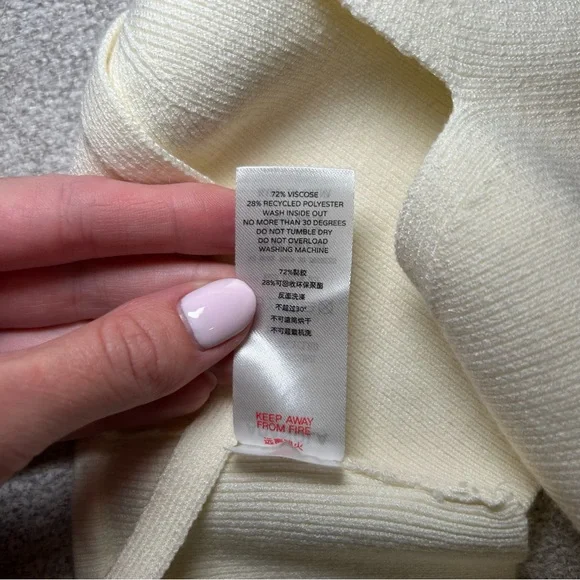 72% VISCOSE
28% RECYCLED POLYESTER
WASH INSIDE OUT
NO MORE THAN 30 DEGREES
DO NOT TUMBLE DRY
DO NOT OVERLOAD
WASHING MACHINE
72%黏胶
28%可回收环保聚酯
反面洗涤
不超过30°
不可滚筒烘干
不可超载机洗
KEEP AWAY
FROM FIRE